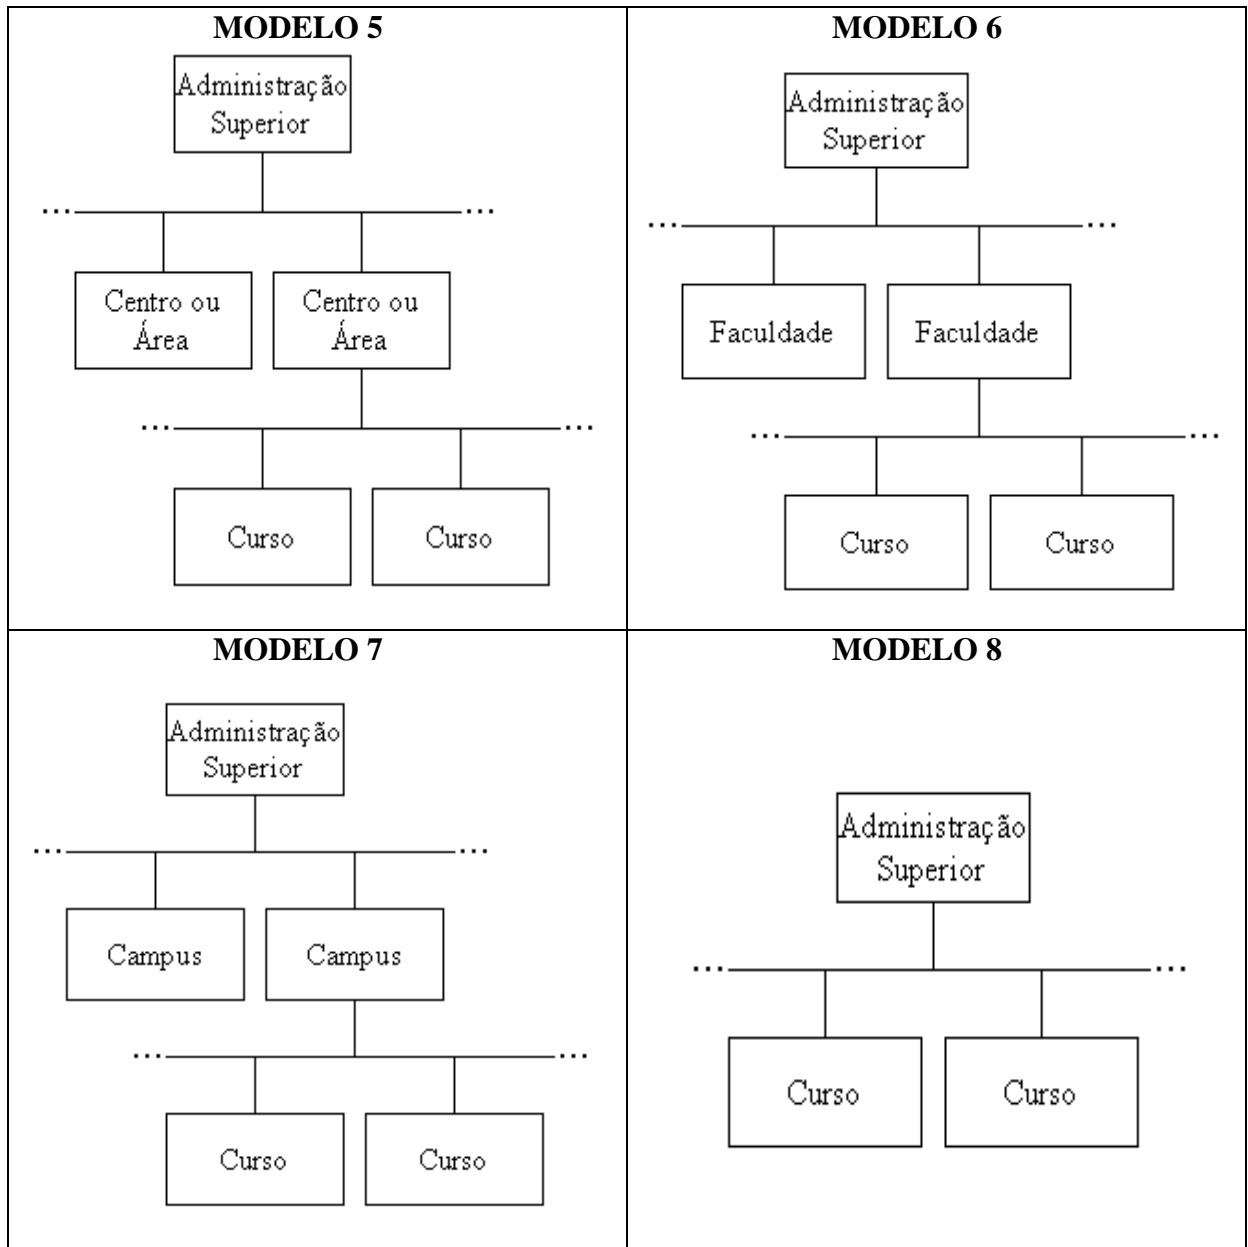 MODELO 5
Administração
Superior
... ...
Centro ou
Área
Centro ou
Área
... ...
Curso
Curso
MODELO 6
Administração
Superior
... ...
Faculdade
Faculdade
... ...
Curso
Curso
MODELO 7
Administração
Superior
... ...
Campus
Campus
... ...
Curso
Curso
MODELO 8
Administração
Superior
... ...
Curso
Curso